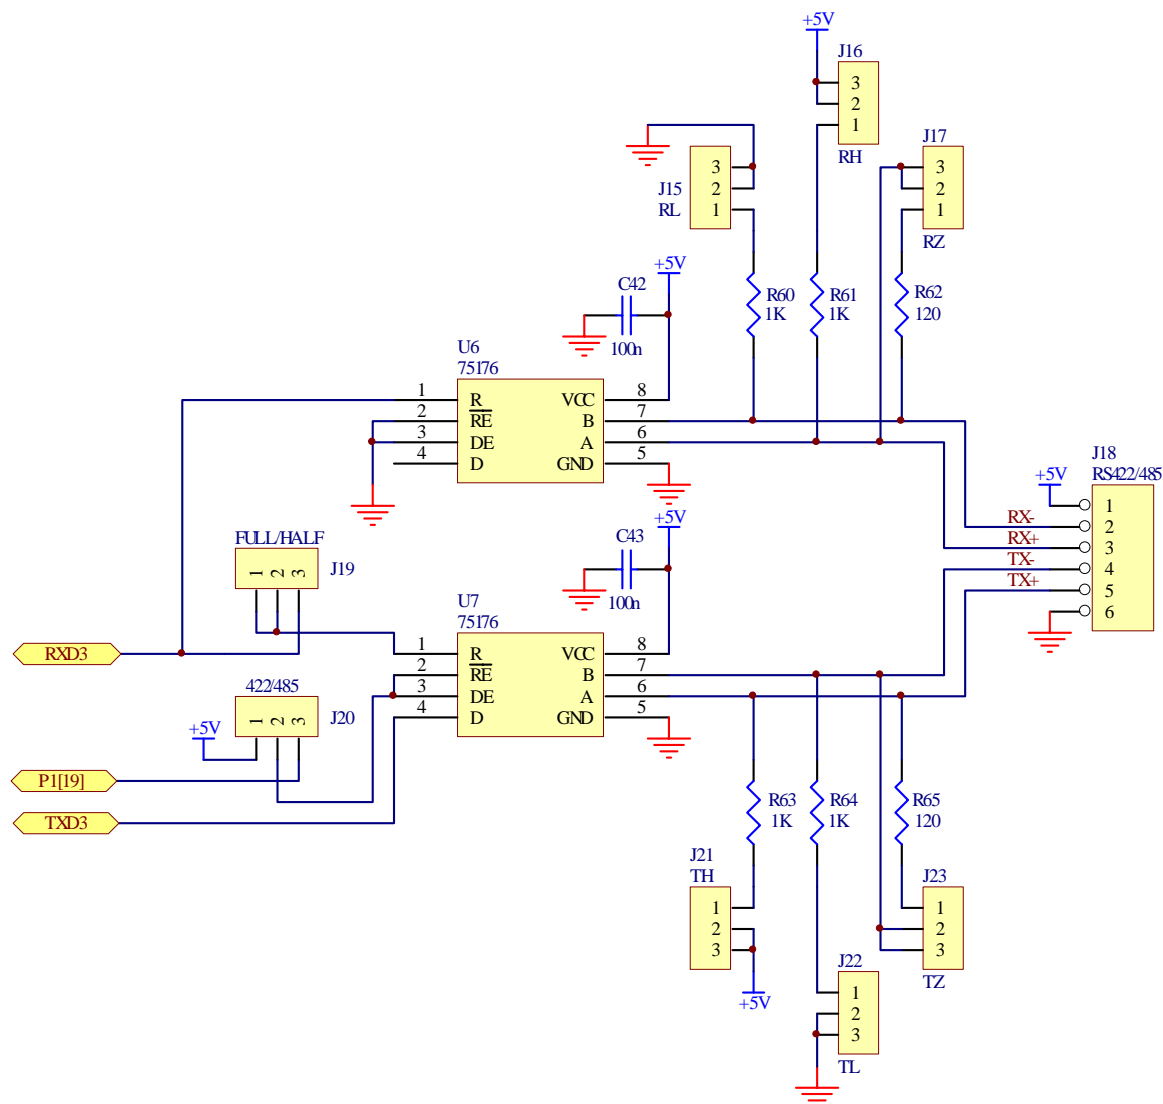 +5V
J16
3
2
1
RH
J17
3
2
1
RZ
3
J15 2
RL 1
+5V
C42
100n
R60
1K
R61
1K
R62
120
U6
75176
1 R VCC 8
2 RE B 7
3 DE A 6
4 D GND 5
J18
RS422/485
+5V
1
RX- 2
RX+ 3
TX- 4
TX+ 5
6
+5V
C43
100n
FULL/HALF
1 2 3 J19
U7
75176
1 R VCC 8
2 RE B 7
3 DE A 6
4 D GND 5
RXD3
422/485
1 2 3 J20
+5V
P1[19]
TXD3
R63
1K
R64
1K
R65
120
J21
TH
1
2
3
+5V
J23
1
2
3
TZ
J22
1
2
3
TL